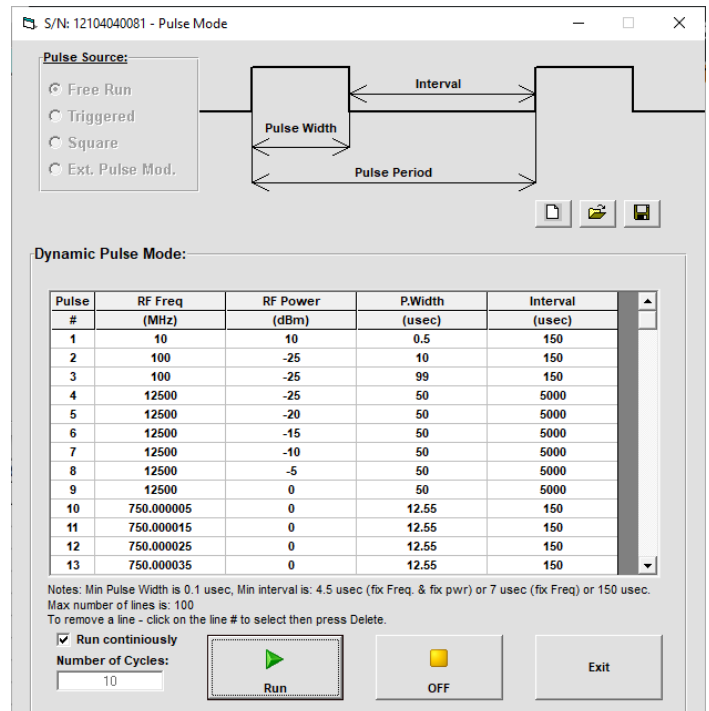 S/N: 12104040081 - Pulse Mode
Pulse Source:
Free Run
Triggered
Square
Ext. Pulse Mod.
Interval
Pulse Width
Pulse Period
Dynamic Pulse Mode:
Pulse RF Freq RF Power P.Width Interval
# (MHz) (dBm) (usec) (usec)
1 10 10 0.5 150
2 100 -25 10 150
3 100 -25 99 150
4 12500 -25 50 5000
5 12500 -20 50 5000
6 12500 -15 50 5000
7 12500 -10 50 5000
8 12500 -5 50 5000
9 12500 0 50 5000
10 750.000005 0 12.55 150
11 750.000015 0 12.55 150
12 750.000025 0 12.55 150
13 750.000035 0 12.55 150
Notes: Min Pulse Width is 0.1 usec, Min interval is: 4.5 usec (fix Freq. & fix pwr) or 7 usec (fix Freq) or 150 usec.
Max number of lines is: 100
To remove a line - click on the line # to select then press Delete.
Run continiously
Number of Cycles:
10
Run
OFF
Exit